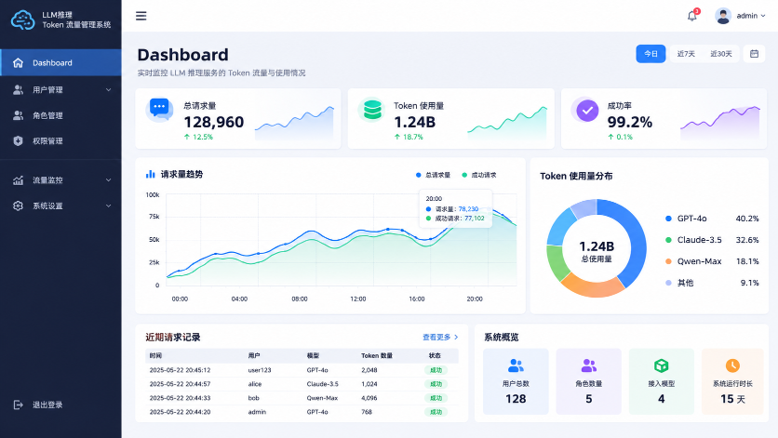 LLM推理
Token 流量管理系统
Dashboard
用户管理
角色管理
权限管理
流量监控
系统设置
退出登录
2
admin
Dashboard
实时监控 LLM 推理服务的 Token 流量与使用情况
今日
近7天
近30天
总请求量
128,960
↑ 12.5%
Token 使用量
1.24B
↑ 18.7%
成功率
99.2%
↑ 0.1%
请求量趋势
总请求量
成功请求
100k
75k
50k
25k
0
00:00
04:00
08:00
12:00
16:00
20:00
20:00
请求量: 78,230
成功请求: 77,102
Token 使用量分布
1.24B
总使用量
GPT-4o 40.2%
Claude-3.5 32.6%
Qwen-Max 18.1%
其他 9.1%
近期请求记录
查看更多
时间 用户 模型 Token 数量 状态
2025-05-22 20:45:12 user123 GPT-4o 2,048 成功
2025-05-22 20:44:57 alice Claude-3.5 1,024 成功
2025-05-22 20:44:33 bob Qwen-Max 4,096 成功
2025-05-22 20:44:20 admin GPT-4o 768 成功
系统概览
用户总数
128
角色数量
5
接入模型
4
系统运行时长
15 天